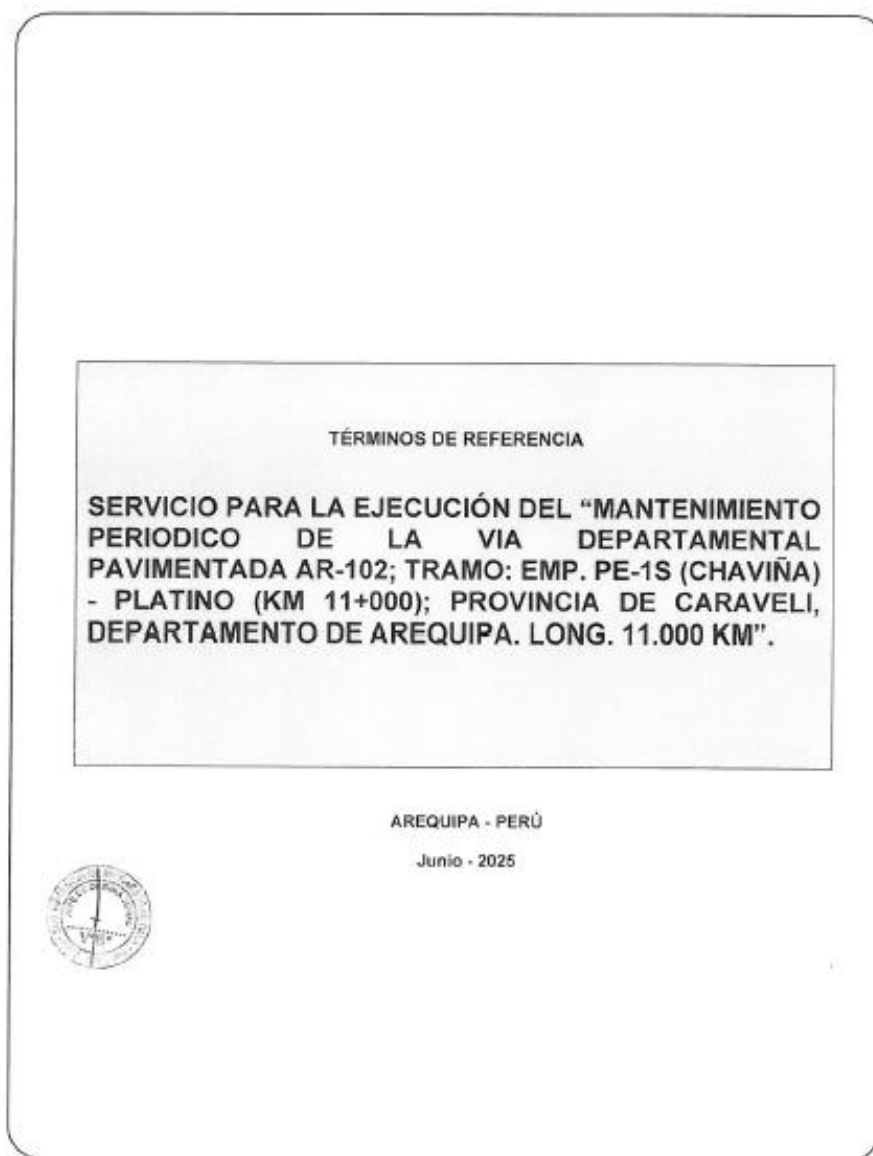 TÉRMINOS DE REFERENCIA
SERVICIO PARA LA EJECUCIÓN DEL “MANTENIMIENTO
PERIODICO DE LA VIA DEPARTAMENTAL
PAVIMENTADA AR-102; TRAMO: EMP. PE-1S (CHAVIÑA)
- PLATINO (KM 11+000); PROVINCIA DE CARAVELI,
DEPARTAMENTO DE AREQUIPA. LONG. 11.000 KM”.
AREQUIPA - PERÚ
Junio - 2025